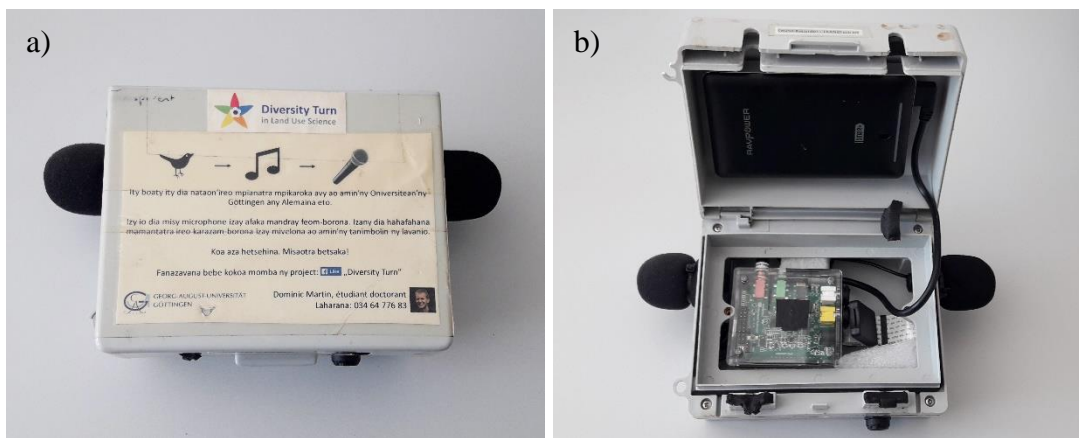 a)
Diversity Turn
in Land Use Science
Ity boaty ity dia nataon'ireo mpianatra mpikaroka avy ao amin'ny Oniversitean'ny
Göttingen any Alemaina eto.
Izy io dia misy microphone izay afaka mandray feom-borona. Izany dia hahafahana
mamantatra ireo karazam-borona izay mivelona ao amin'ny tanimbolin ny lavanio.
Koa aza hetsehina. Misaotra betsaka!
Fanazavana bebe kokoa momba ny project: Like „Diversity Turn"
GEORG-AUGUST-UNIVERSITÄT
GÖTTINGEN
Dominic Martin, étudiant doctorant
Laharana: 034 64 776 83
b)
RAVPOWER